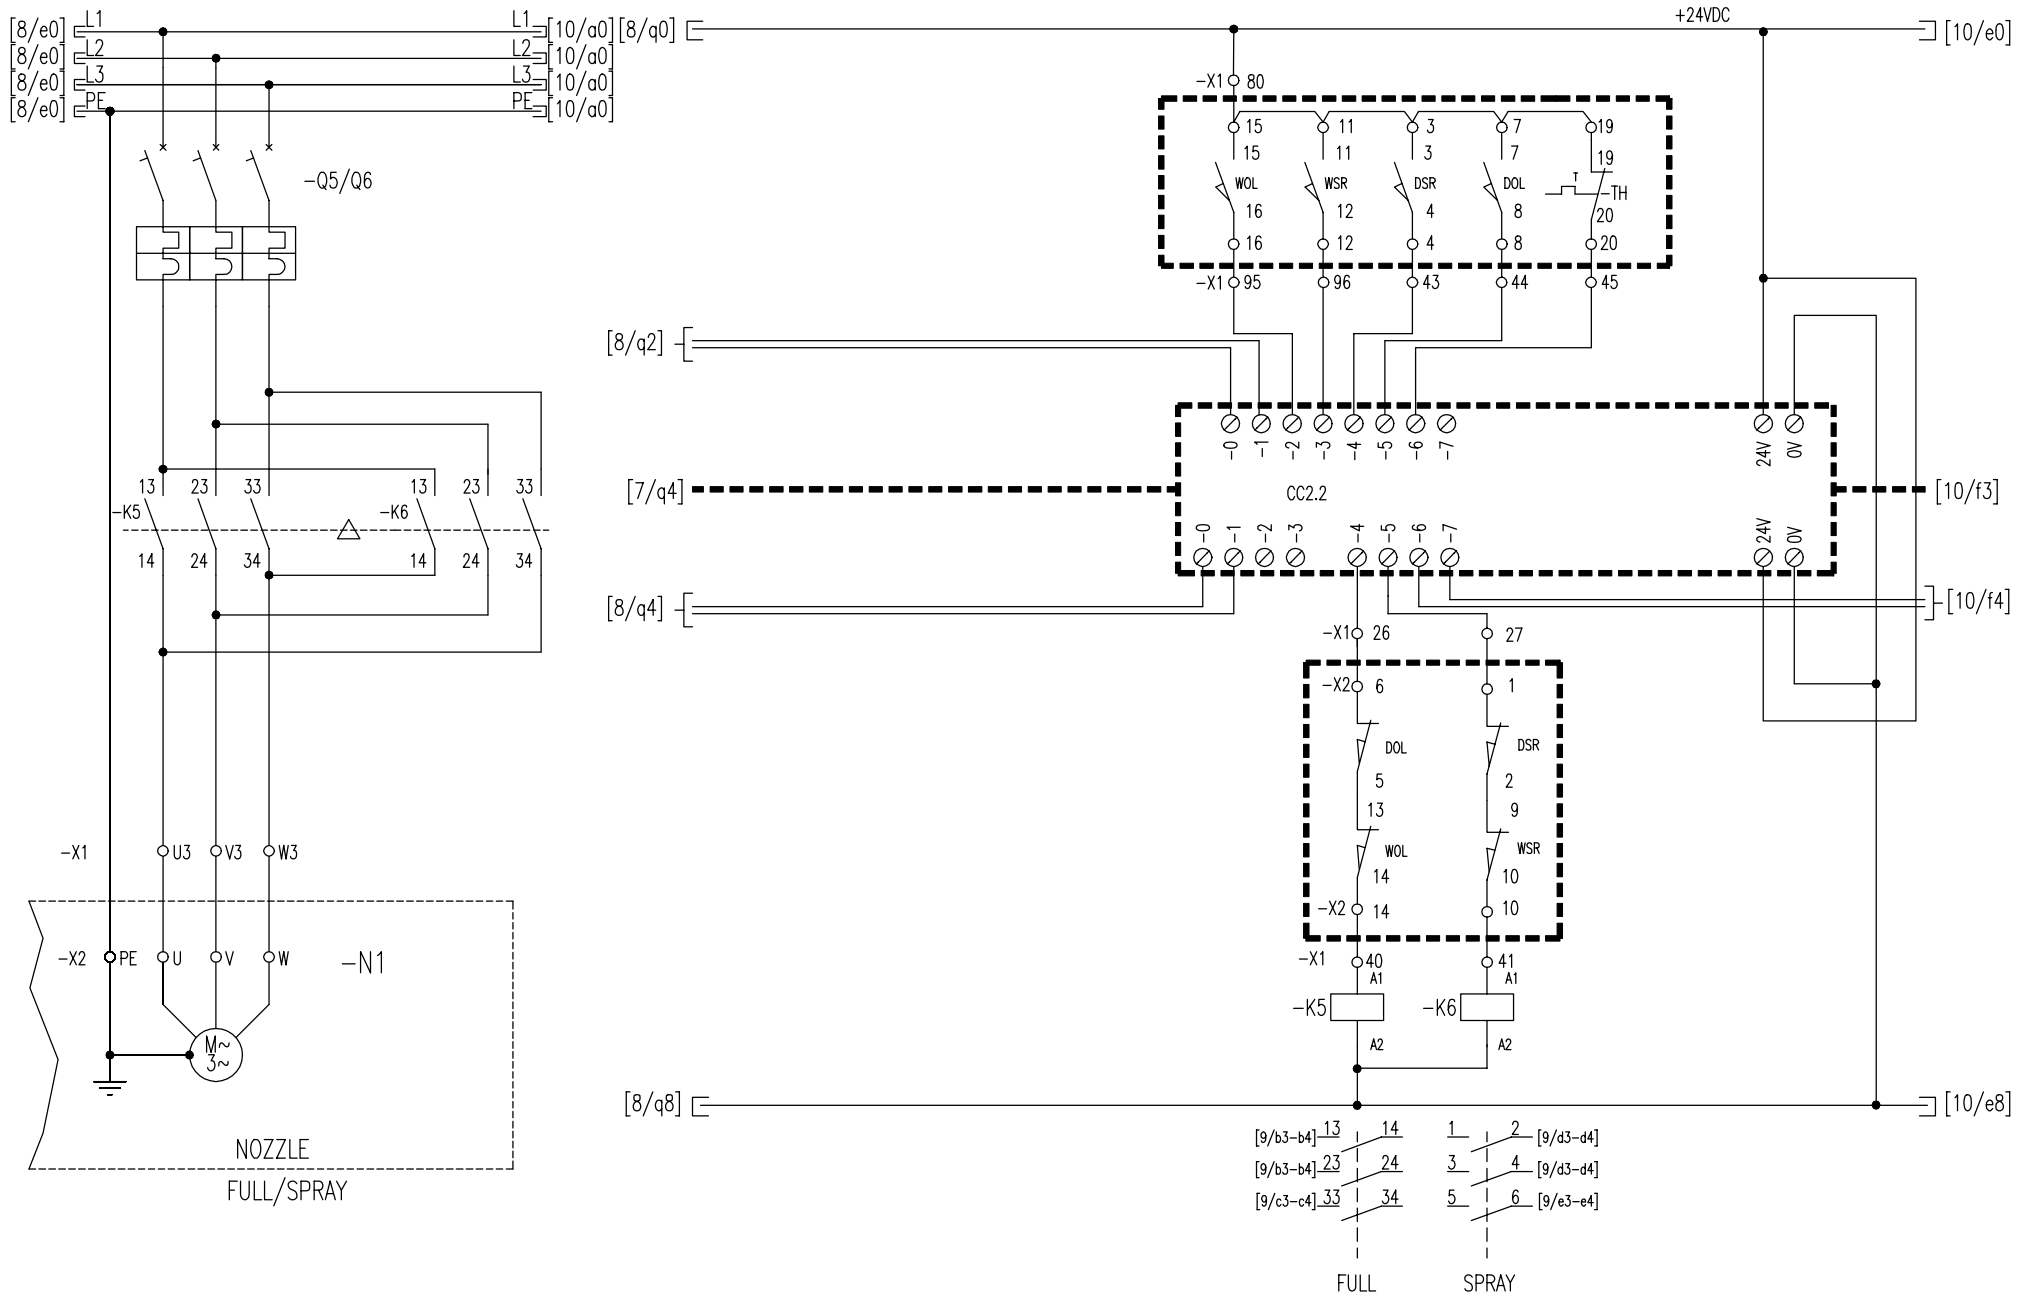 [8/e0] L1 L1 [10/a0] [8/q0] +24VDC [10/e0]
[8/e0] L2 L2 [10/a0]
[8/e0] L3 L3 [10/a0]
[8/e0] PE PE [10/a0]
-X1 80
15 11 3 7 19
15 11 3 7 19
-Q5/Q6
WOL WSR DSR DOL T -TH
16 12 4 8 20
16 12 4 8 20
-X1 95 96 43 44 45
[8/q2]
-0 -1 -2 -3 -4 -5 -6 -7 24V 0V
[7/q4] CC2.2 [10/f3]
13 23 33 13 23 33
-K5 -K6
14 24 34 14 24 34
-0 -1 -2 -3 -4 -5 -6 -7 24V 0V
[8/q4] [10/f4]
-X1 26 27
-X2 6 1
DOL DSR
5 2
13 9
WOL WSR
14 10
-X2 14 10
-X1 U3 V3 W3
-X1 40 41
A1 A1
-X2 PE U V W -N1
-K5 -K6
A2 A2
M~
3~
[8/q8] [10/e8]
[9/b3-b4] 13 14 1 2 [9/d3-d4]
[9/b3-b4] 23 24 3 4 [9/d3-d4]
[9/c3-c4] 33 34 5 6 [9/e3-e4]
NOZZLE
FULL/SPRAY
FULL SPRAY